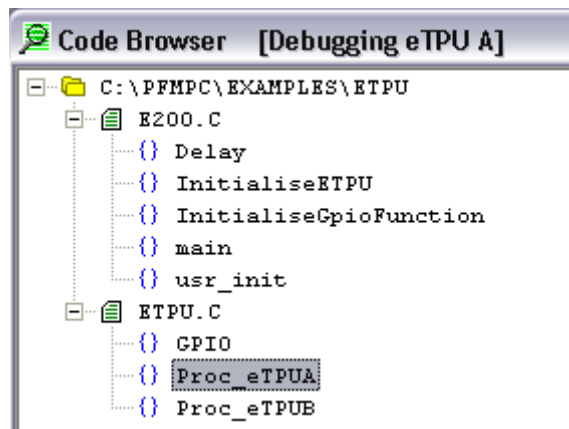 Code Browser [Debugging eTPU A]
C:\PFMPC\EXAMPLES\ETPU
E200.C
{} Delay
{} InitialiseETPU
{} InitialiseGpioFunction
{} main
{} usr_init
ETPU.C
{} GPIO
{} Proc_eTPUA
{} Proc_eTPUB